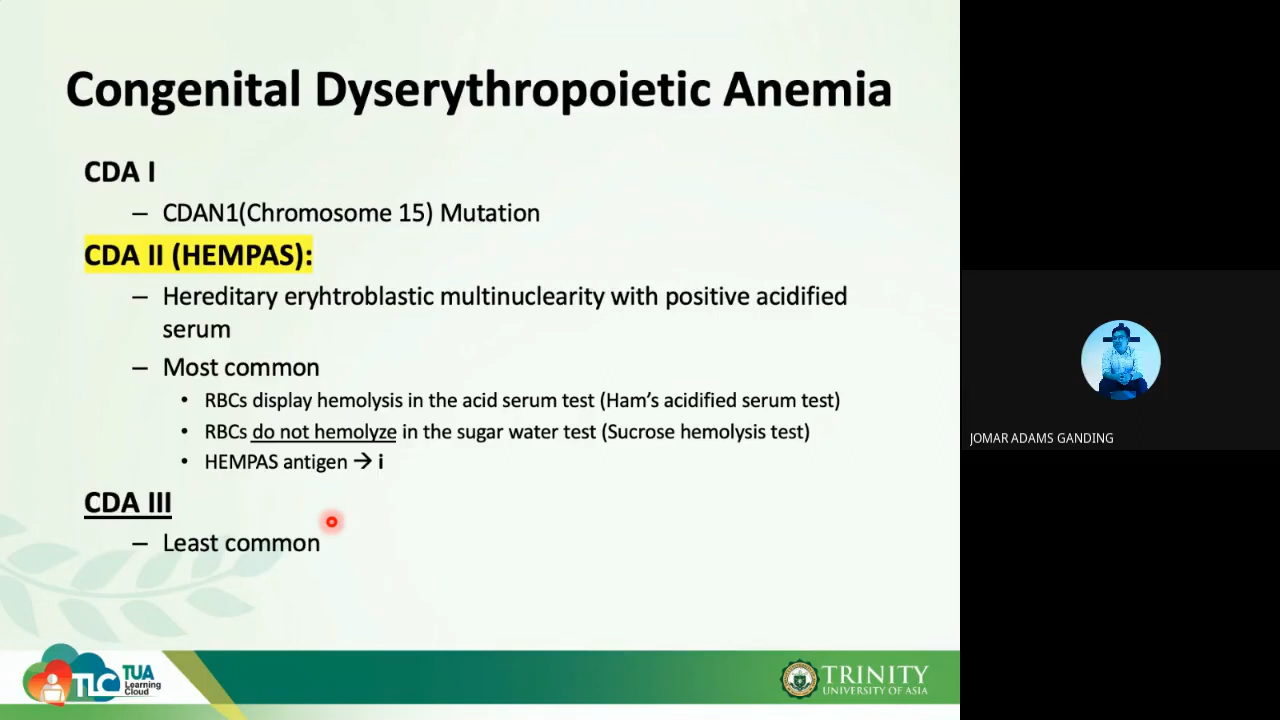 Congenital Dyserythropoietic Anemia
CDA I
– CDAN1(Chromosome 15) Mutation
CDA II (HEMPAS):
– Hereditary eryhtroblastic multinuclearity with positive acidified
serum
– Most common
• RBCs display hemolysis in the acid serum test (Ham's acidified serum test)
• RBCs do not hemolyze in the sugar water test (Sucrose hemolysis test)
• HEMPAS antigen → i
CDA III
– Least common
JOMAR ADAMS GANDING
TLC TUA
Learning
Cloud
TRINITY
UNIVERSITY OF ASIA